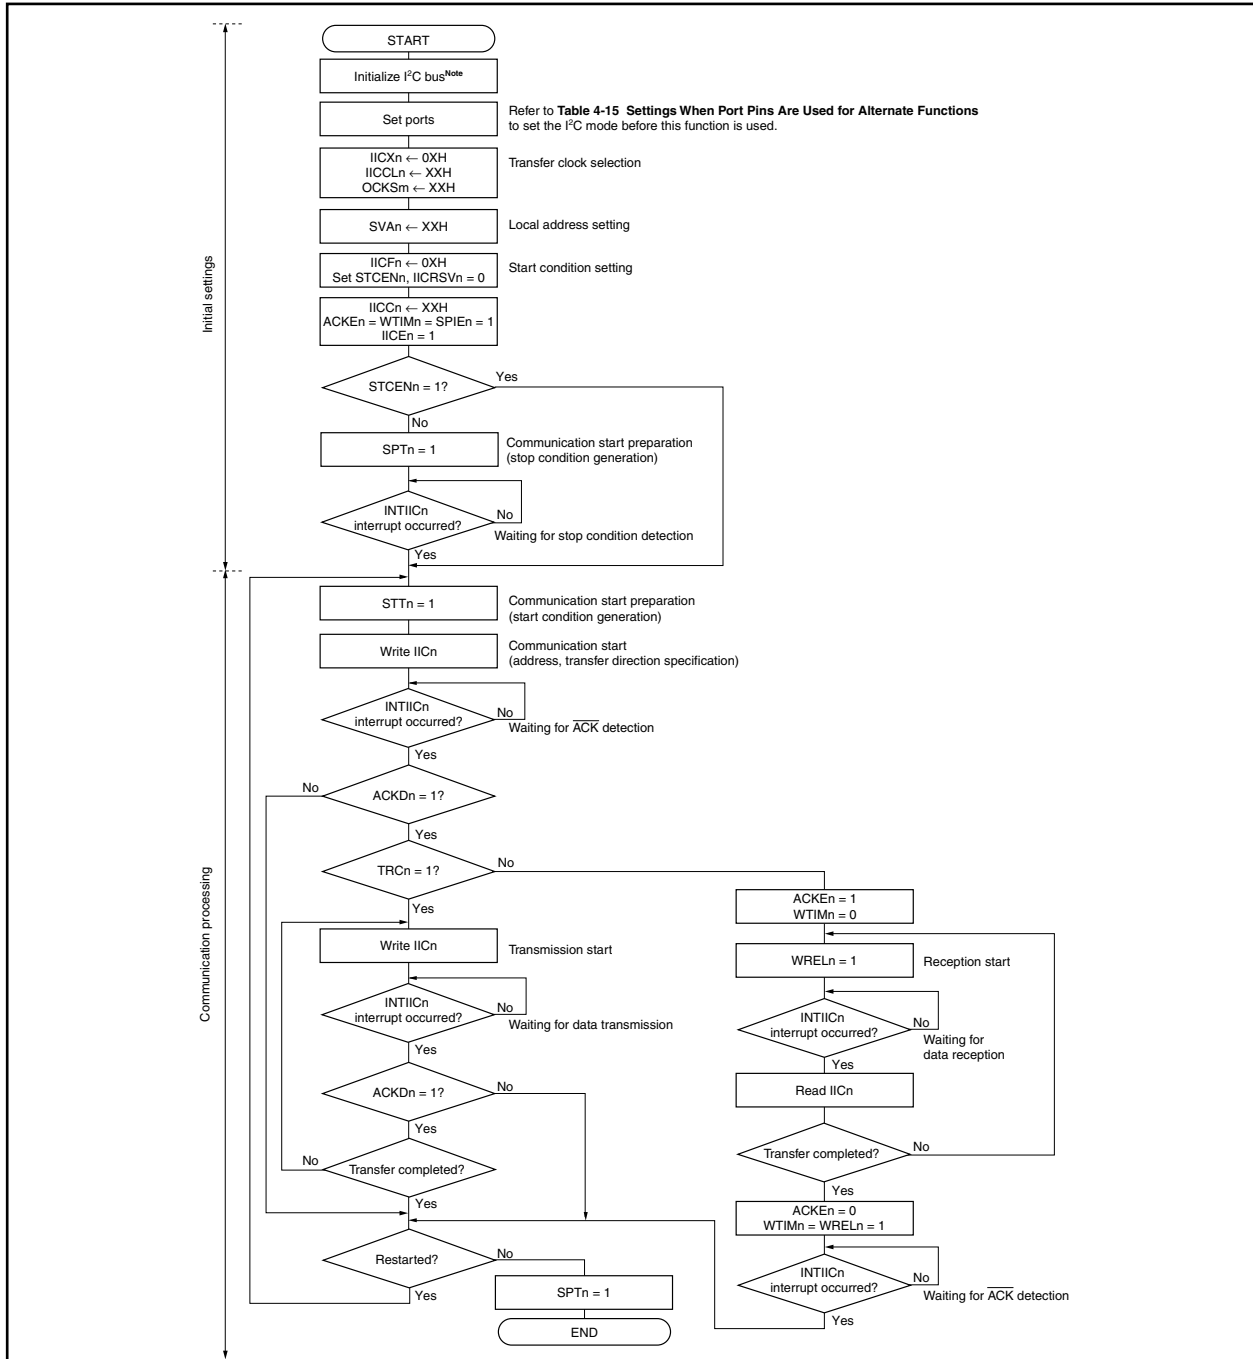 START
Initialize I²C bus^Note
Set ports
Refer to Table 4-15 Settings When Port Pins Are Used for Alternate Functions
to set the I²C mode before this function is used.
IICXn ← 0XH
IICCLn ← XXH
OCKSm ← XXH
Transfer clock selection
SVAn ← XXH
Local address setting
IICFn ← 0XH
Set STCENn, IICRSVn = 0
Start condition setting
IICCn ← XXH
ACKEn = WTIMn = SPIEn = 1
IICEn = 1
Initial settings
STCENn = 1?
Yes
No
SPTn = 1
Communication start preparation
(stop condition generation)
INTIICn
interrupt occurred?
No
Waiting for stop condition detection
Yes
STTn = 1
Communication start preparation
(start condition generation)
Write IICn
Communication start
(address, transfer direction specification)
INTIICn
interrupt occurred?
No
Waiting for A̅C̅K̅ detection
Yes
No
ACKDn = 1?
Yes
TRCn = 1?
No
Yes
Communication processing
Write IICn
Transmission start
INTIICn
interrupt occurred?
No
Waiting for data transmission
Yes
ACKDn = 1?
No
Yes
No
Transfer completed?
Yes
Restarted?
No
Yes
SPTn = 1
END
ACKEn = 1
WTIMn = 0
WRELn = 1
Reception start
INTIICn
interrupt occurred?
No
Waiting for
data reception
Yes
Read IICn
Transfer completed?
No
Yes
ACKEn = 0
WTIMn = WRELn = 1
INTIICn
interrupt occurred?
No
Waiting for A̅C̅K̅ detection
Yes